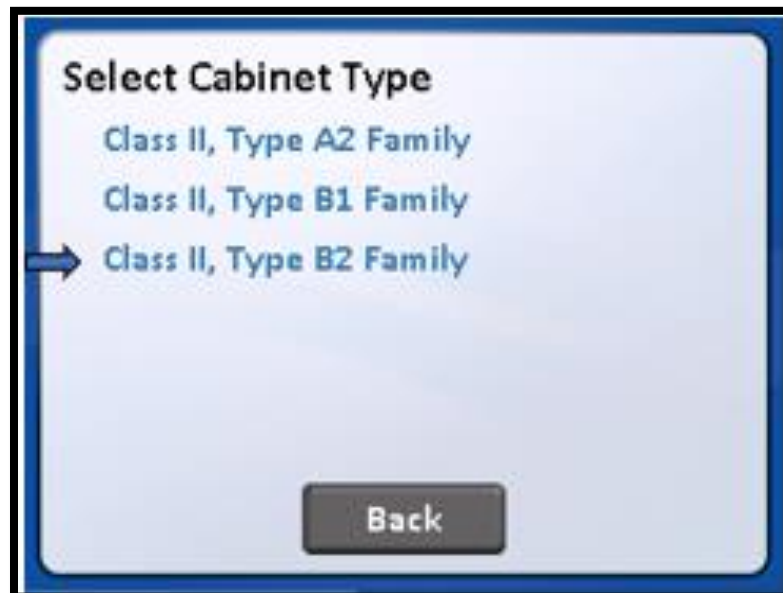 Select Cabinet Type
Class II, Type A2 Family
Class II, Type B1 Family
Class II, Type B2 Family
Back